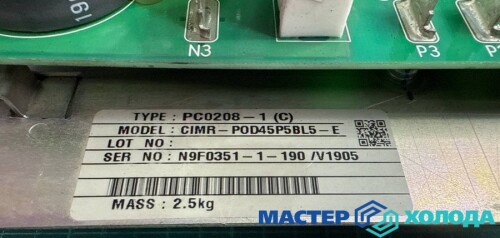 19
N3
P3
P
TYPE : PC0208-1 (C)
MODEL : CIMR-POD45P5BL5-E
LOT NO :
SER NO : N9F0351-1-190 /V1905
MASS : 2.5kg
МАСТЕР ХОЛОДА